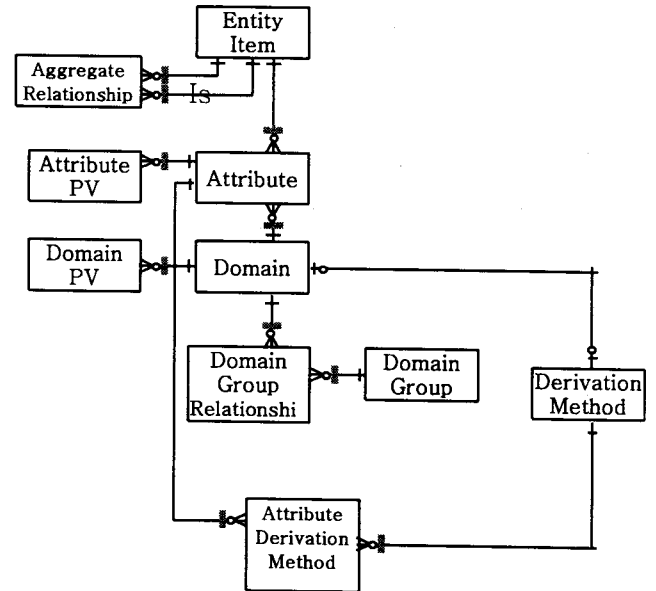 Entity
Item
Aggregate
Relationship
Is
Attribute
PV
Attribute
Domain
PV
Domain
Domain
Group
Relationshi
Domain
Group
Derivation
Method
Attribute
Derivation
Method